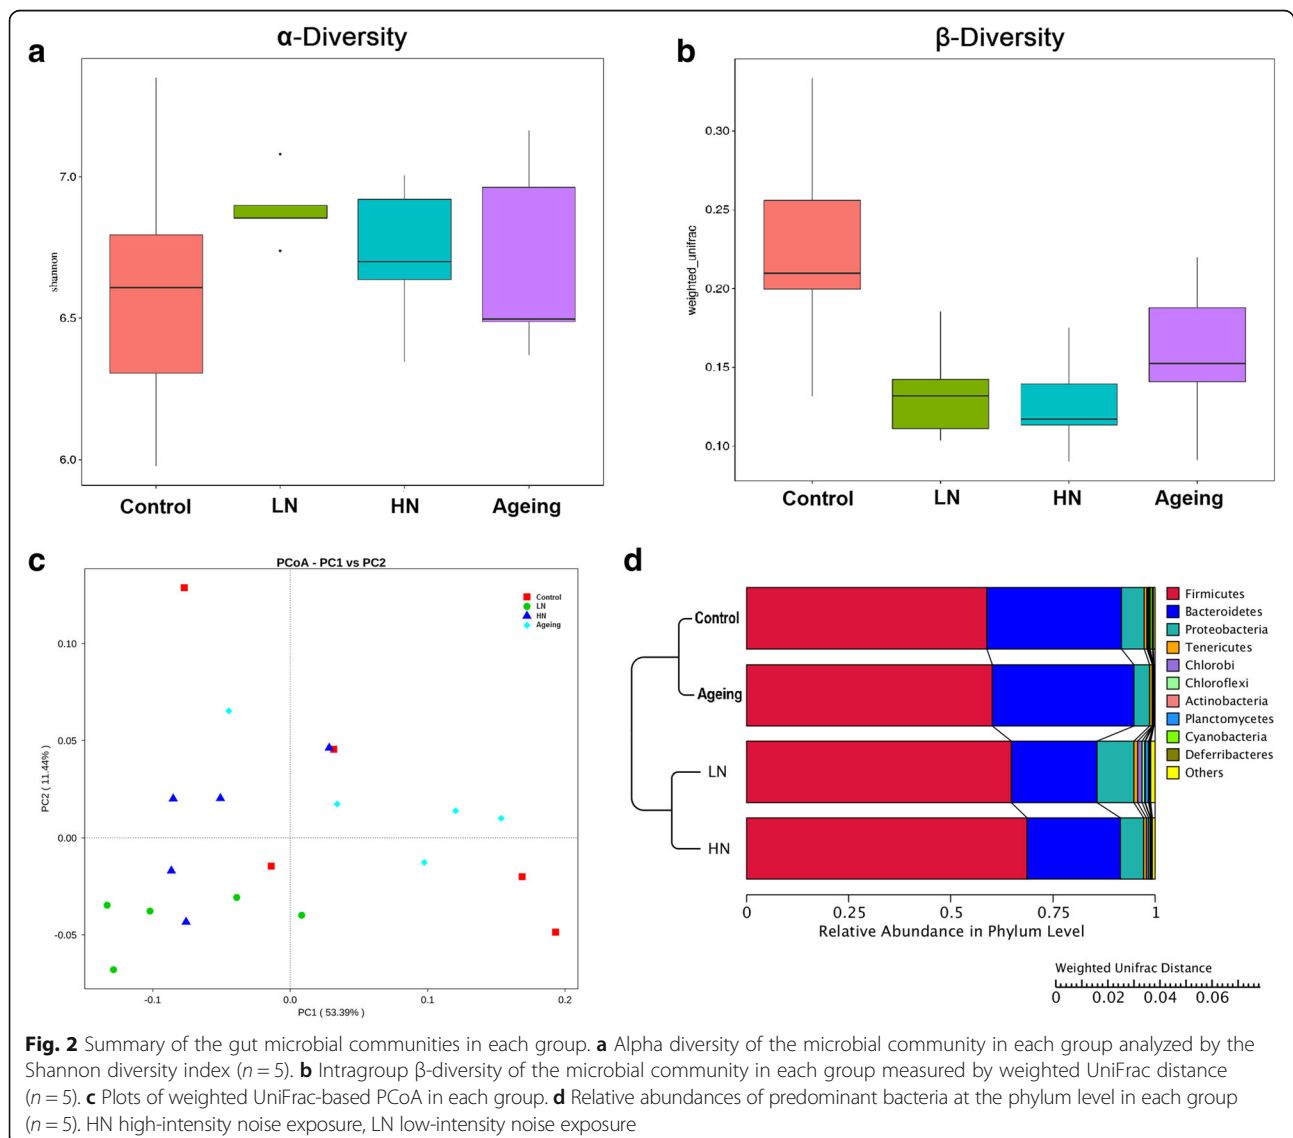 α-Diversity
a
7.0
6.5
6.0
shannon
Control LN HN Ageing
β-Diversity
b
0.30
0.25
0.20
0.15
0.10
weighted_unifrac
Control LN HN Ageing
c
PCoA - PC1 vs PC2
Control
LN
HN
Ageing
0.10
0.05
0.00
-0.05
PC2 ( 11.44% )
-0.1 0.0 0.1 0.2
PC1 ( 53.39% )
d
Control
Ageing
LN
HN
Firmicutes
Bacteroidetes
Proteobacteria
Tenericutes
Chlorobi
Chloroflexi
Actinobacteria
Planctomycetes
Cyanobacteria
Deferribacteres
Others
0 0.25 0.5 0.75 1
Relative Abundance in Phylum Level
Weighted Unifrac Distance
0 0.02 0.04 0.06
Fig. 2 Summary of the gut microbial communities in each group. a Alpha diversity of the microbial community in each group analyzed by the
Shannon diversity index (n = 5). b Intragroup β-diversity of the microbial community in each group measured by weighted UniFrac distance
(n = 5). c Plots of weighted UniFrac-based PCoA in each group. d Relative abundances of predominant bacteria at the phylum level in each group
(n = 5). HN high-intensity noise exposure, LN low-intensity noise exposure